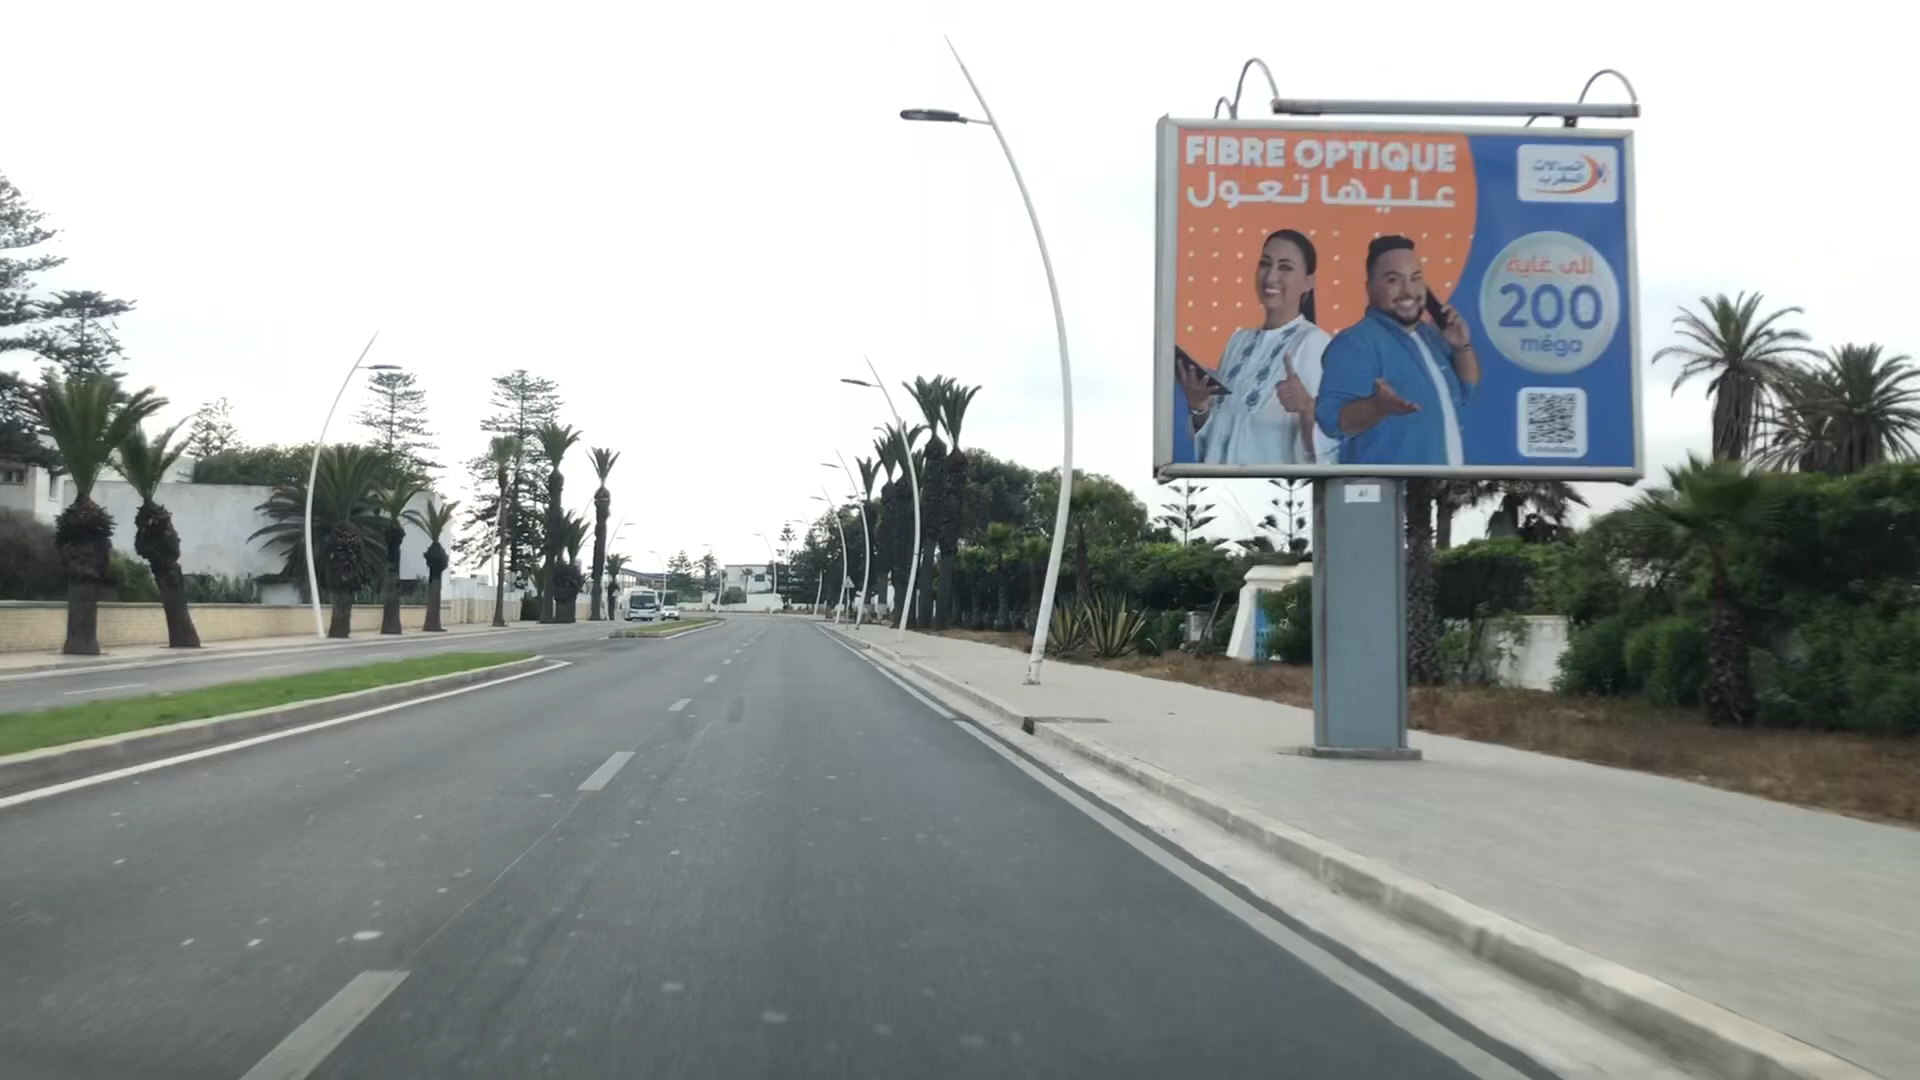 FIBRE OPTIQUE
عليها تعول
اتصالات
المغرب
الى غاية
200
méga